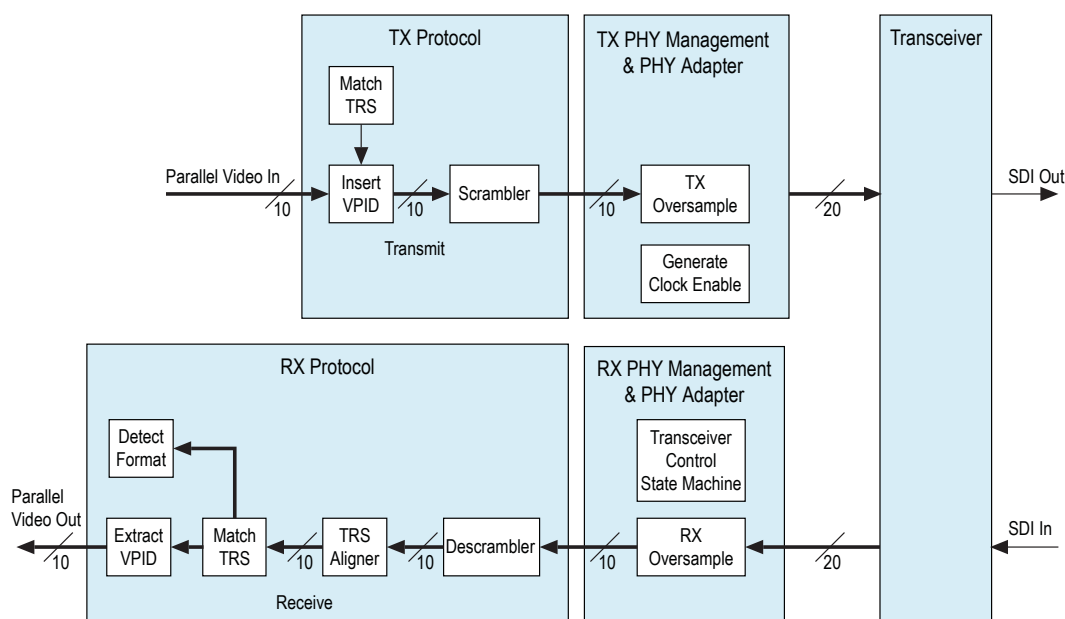 TX Protocol
TX PHY Management
& PHY Adapter
Transceiver
Match
TRS
Parallel Video In
10
Insert
VPID
10
Scrambler
10
TX
Oversample
20
SDI Out
Transmit
Generate
Clock Enable
RX Protocol
RX PHY Management
& PHY Adapter
Detect
Format
Transceiver
Control
State Machine
Parallel
Video Out
10
Extract
VPID
Match
TRS
10
TRS
Aligner
10
Descrambler
10
RX
Oversample
20
SDI In
Receive